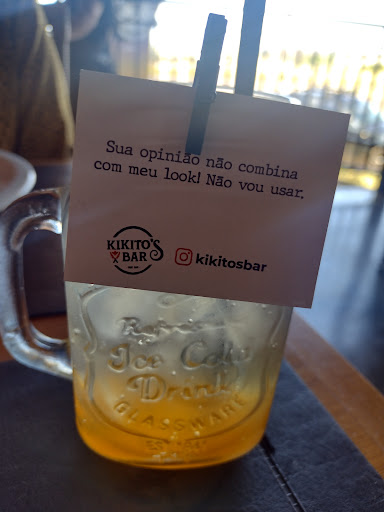 Sua opinião não combina
com meu look! Não vou usar.
KIKITO'S
BAR
kikitosbar
Ice Cold
Drink
GLASSWARE